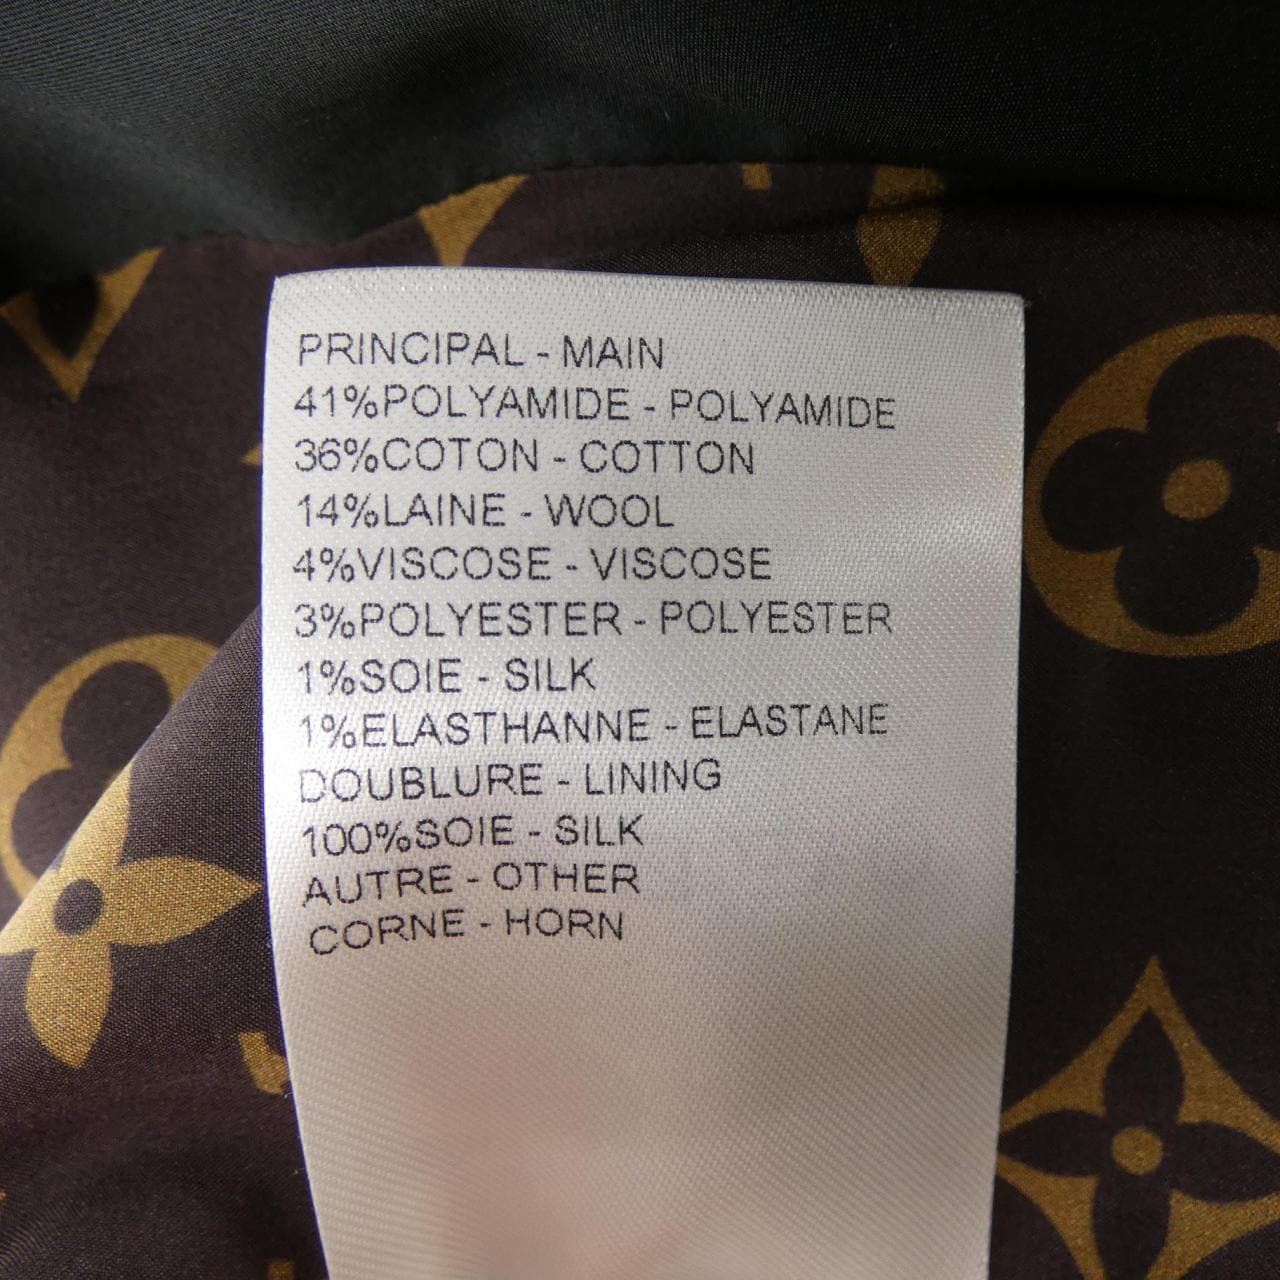 PRINCIPAL - MAIN
41%POLYAMIDE - POLYAMIDE
36%COTON - COTTON
14%LAINE - WOOL
4%VISCOSE - VISCOSE
3%POLYESTER - POLYESTER
1%SOIE - SILK
1%ELASTHANNE - ELASTANE
DOUBLURE - LINING
100%SOIE - SILK
AUTRE - OTHER
CORNE - HORN